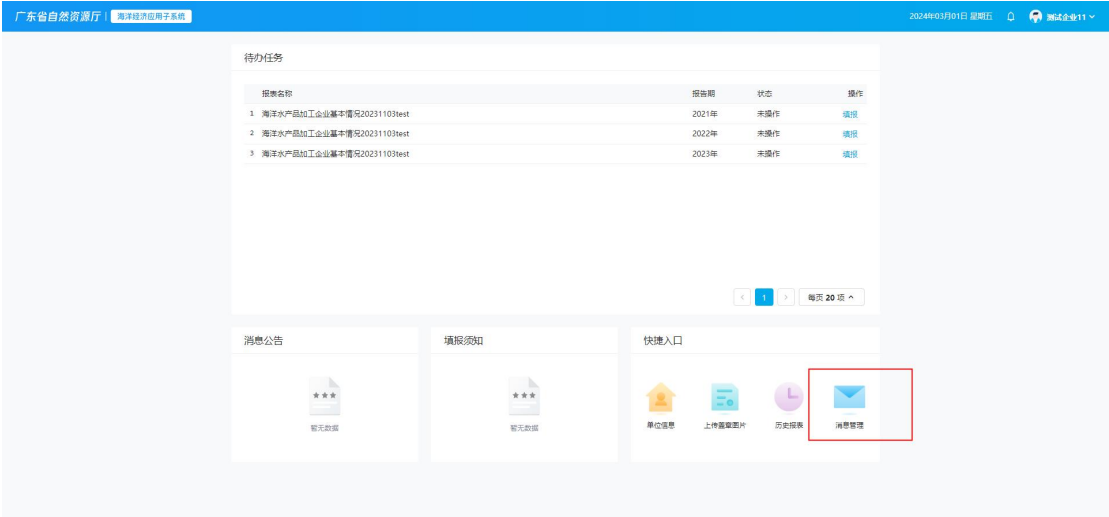 广东省自然资源厅 | 海洋经济应用子系统 2024年03月01日 星期五 测试企业11
待办任务
报表名称 报告期 状态 操作
1 海洋水产品加工企业基本情况20231103test 2021年 未操作 填报
2 海洋水产品加工企业基本情况20231103test 2022年 未操作 填报
3 海洋水产品加工企业基本情况20231103test 2023年 未操作 填报
< 1 > 每页 20 项
消息公告 填报须知 快捷入口
暂无数据 暂无数据 单位信息 上传盖章图片 历史报表 消息管理